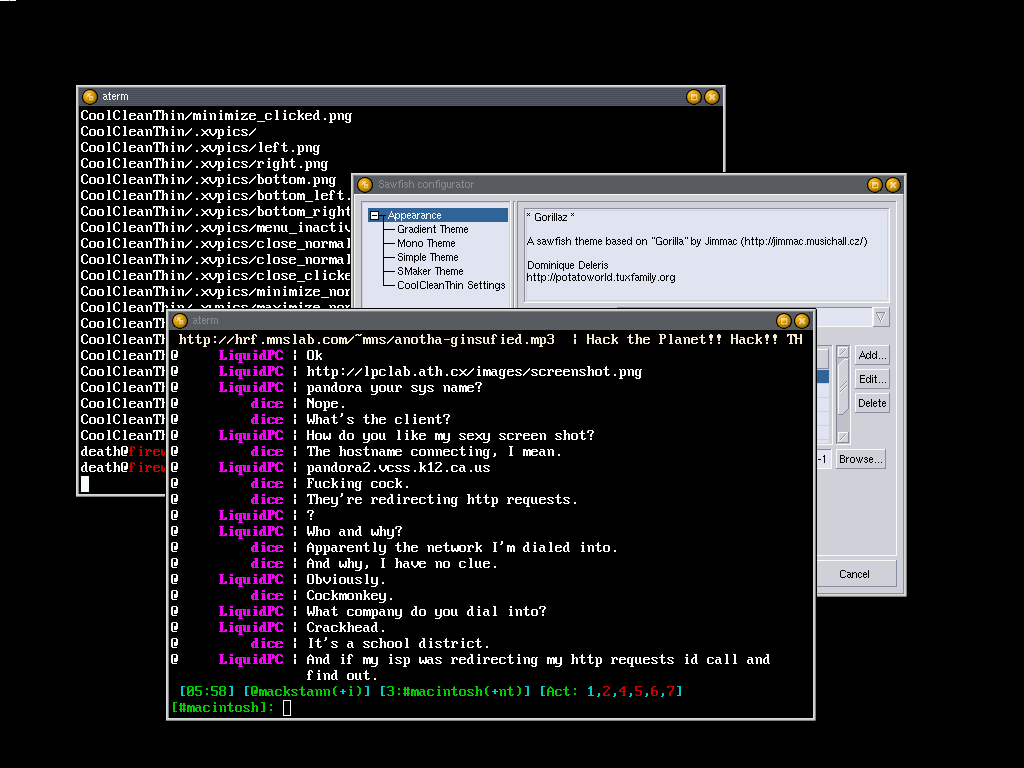 aterm
CoolCleanThin/minimize_clicked.png
CoolCleanThin/.xvpics/
CoolCleanThin/.xvpics/left.png
CoolCleanThin/.xvpics/right.png
CoolCleanThin/.xvpics/bottom.png
CoolCleanThin/.xvpics/bottom_left.
CoolCleanThin/.xvpics/bottom_right
CoolCleanThin/.xvpics/menu_inactiv
CoolCleanThin/.xvpics/close_normal
CoolCleanThin/.xvpics/close_normal
CoolCleanThin/.xvpics/close_clicke
CoolCleanThin/.xvpics/minimize_nor
CoolCleanThin/.xvpics/maximize_nor
CoolCleanTh
CoolCleanTh
CoolCleanTh
CoolCleanTh
CoolCleanTh
CoolCleanTh
CoolCleanTh
CoolCleanTh
death@firew
death@firew
Sawfish configurator
Appearance
Gradient Theme
Mono Theme
Simple Theme
SMaker Theme
CoolCleanThin Settings
" Gorillaz "
A sawfish theme based on "Gorilla" by Jimmac (http://jimmac.musichall.cz/)
Dominique Deleris
http://potatoworld.tuxfamily.org
Add...
Edit...
Delete
-1
Browse...
Cancel
aterm
http://hrf.mnslab.com/~mns/anotha-ginsufied.mp3 | Hack the Planet!! Hack!! TH
@ LiquidPC | Ok
@ LiquidPC | http://lpclab.ath.cx/images/screenshot.png
@ LiquidPC | pandora your sys name?
@ dice | Nope.
@ dice | What's the client?
@ LiquidPC | How do you like my sexy screen shot?
@ dice | The hostname connecting, I mean.
@ LiquidPC | pandora2.vcss.k12.ca.us
@ dice | Fucking cock.
@ dice | They're redirecting http requests.
@ LiquidPC | ?
@ LiquidPC | Who and why?
@ dice | Apparently the network I'm dialed into.
@ dice | And why, I have no clue.
@ LiquidPC | Obviously.
@ dice | Cockmonkey.
@ LiquidPC | What company do you dial into?
@ LiquidPC | Crackhead.
@ dice | It's a school district.
@ LiquidPC | And if my isp was redirecting my http requests id call and
find out.
[05:58] [@mackstann(+i)] [3:#macintosh(+nt)] [Act: 1,2,4,5,6,7]
[#macintosh]: